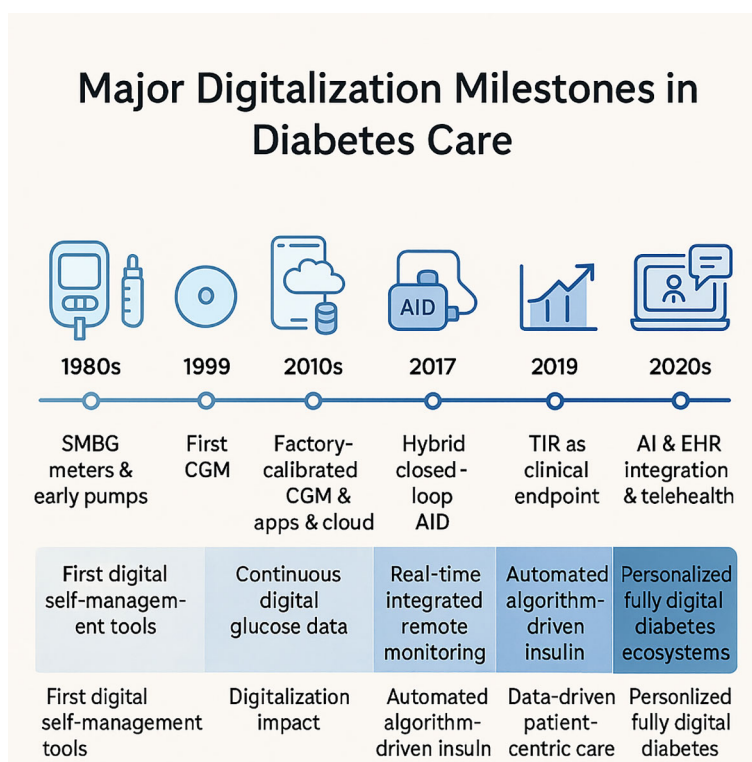 Major Digitalization Milestones in
Diabetes Care
AID
1980s
1999
2010s
2017
2019
2020s
SMBG
meters &
early pumps
First
CGM
Factory-
calibrated
CGM &
apps & cloud
Hybrid
closed-
loop
AID
TIR as
clinical
endpoint
AI & EHR
integration
& telehealth
First digital
self-managem-
ent tools
Continuous
digital
glucose data
Real-time
integrated
remote
monitoring
Automated
algorithm-
driven
insulin
Personalized
fully digital
diabetes
ecosystems
First digital
self-management
tools
Digitalization
impact
Automated
algorithm-
driven insuln
Data-driven
patient-
centric care
Personlized
fully digital
diabetes